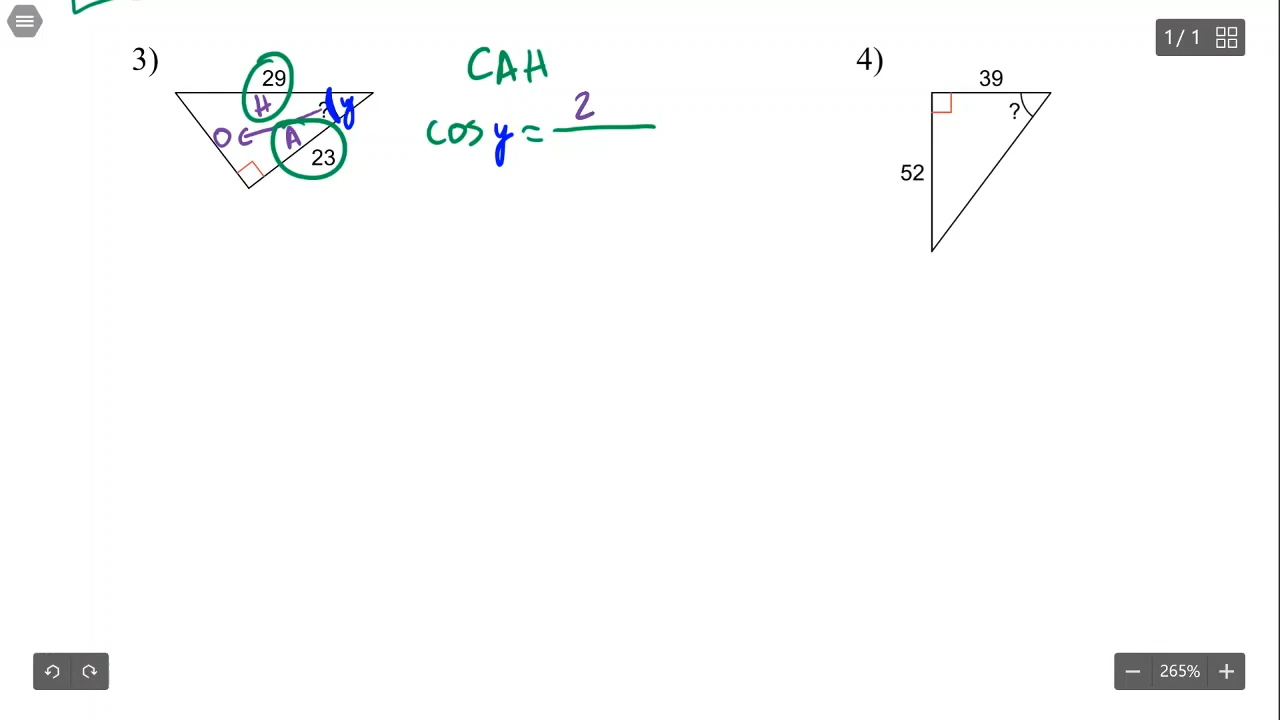 1 / 1
3)
29
H
? y
O
A
23
CAH
cos y = 2
4)
39
?
52
265%